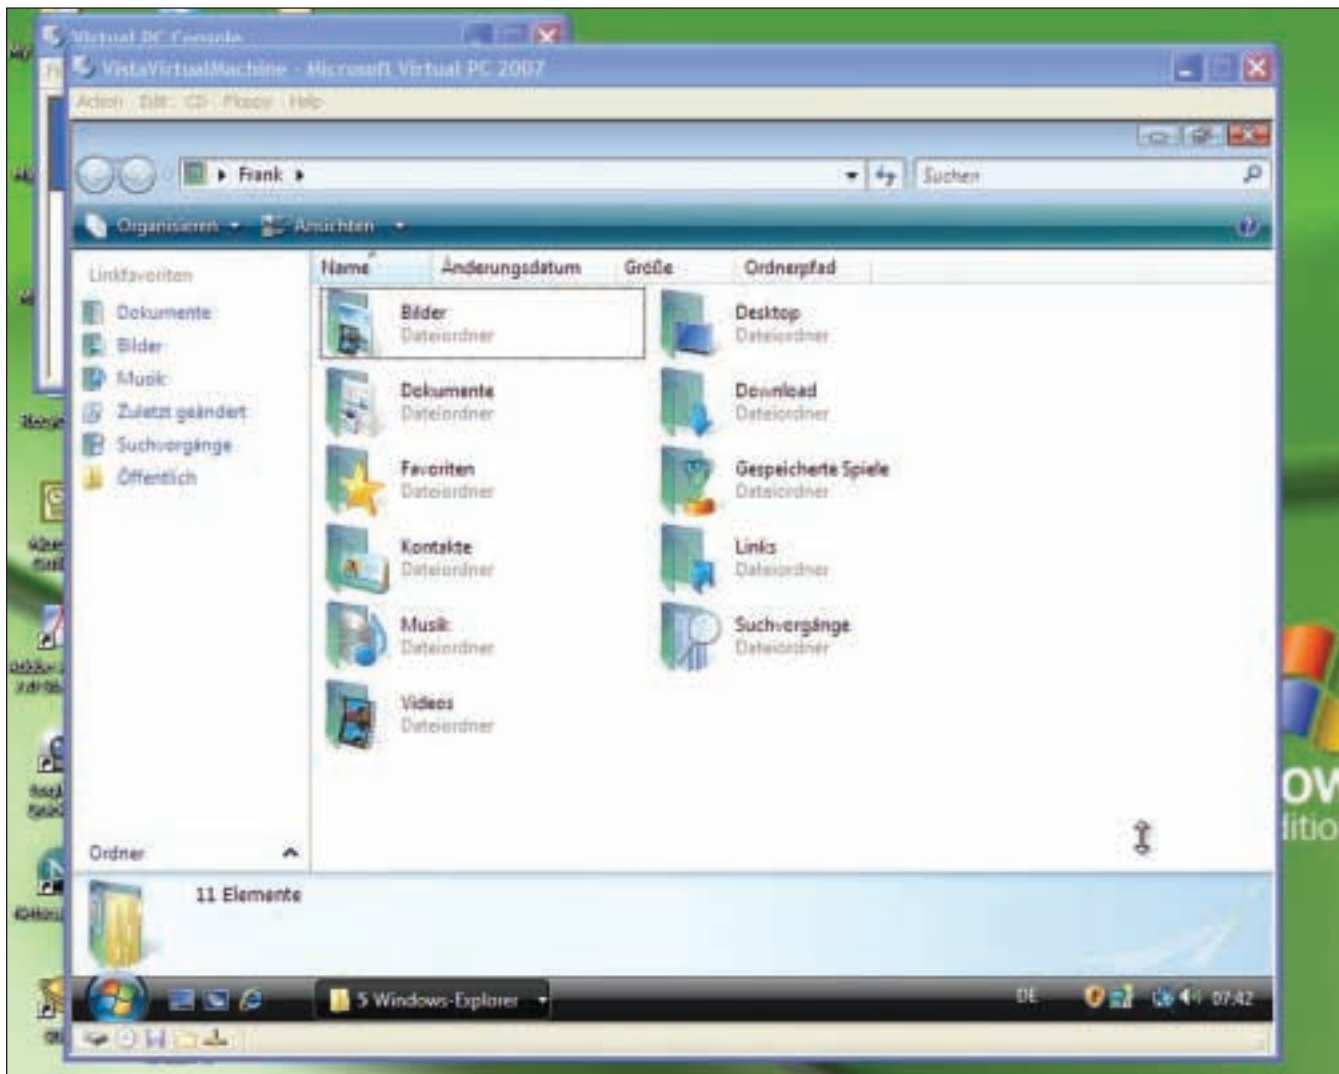 Virtual PC Console
VistaVirtualMachine - Microsoft Virtual PC 2007
Action Edit CD Floppy Help
Frank
Suchen
Organisieren Ansichten
Linkfavoriten
Dokumente
Bilder
Musik
Zuletzt geändert
Suchvorgänge
Öffentlich
Ordner
Name Änderungsdatum Größe Ordnerpfad
Bilder
Dateiordner
Desktop
Dateiordner
Dokumente
Dateiordner
Download
Dateiordner
Favoriten
Dateiordner
Gespeicherte Spiele
Dateiordner
Kontakte
Dateiordner
Links
Dateiordner
Musik
Dateiordner
Suchvorgänge
Dateiordner
Videos
Dateiordner
11 Elemente
5 Windows-Explorer
DE
07:42
ow
itio